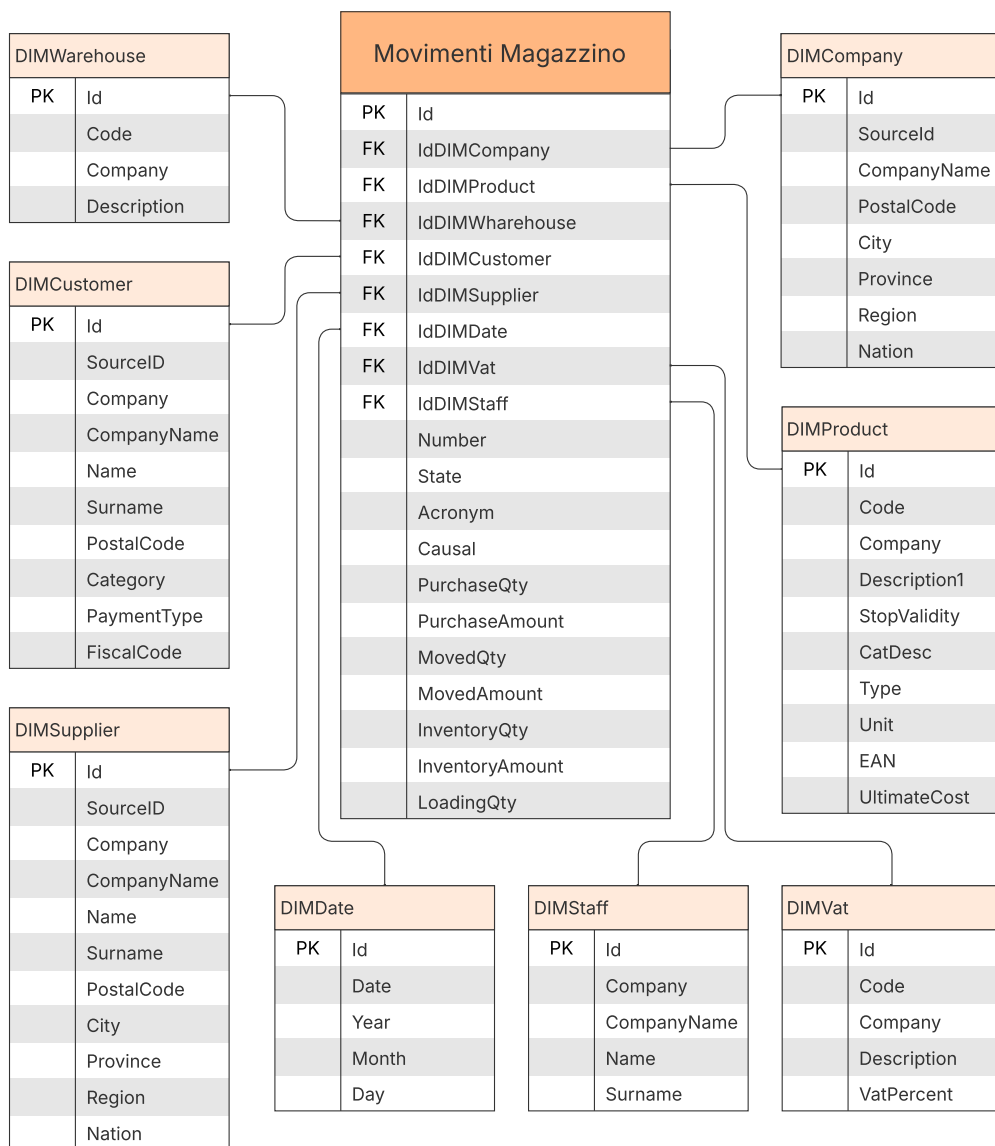 DIMWarehouse
PK Id
Code
Company
Description
DIMCustomer
PK Id
SourceID
Company
CompanyName
Name
Surname
PostalCode
Category
PaymentType
FiscalCode
DIMSupplier
PK Id
SourceID
Company
CompanyName
Name
Surname
PostalCode
City
Province
Region
Nation
Movimenti Magazzino
PK Id
FK IdDIMCompany
FK IdDIMProduct
FK IdDIMWharehouse
FK IdDIMCustomer
FK IdDIMSupplier
FK IdDIMDate
FK IdDIMVat
FK IdDIMStaff
Number
State
Acronym
Causal
PurchaseQty
PurchaseAmount
MovedQty
MovedAmount
InventoryQty
InventoryAmount
LoadingQty
DIMCompany
PK Id
SourceId
CompanyName
PostalCode
City
Province
Region
Nation
DIMProduct
PK Id
Code
Company
Description1
StopValidity
CatDesc
Type
Unit
EAN
UltimateCost
DIMDate
PK Id
Date
Year
Month
Day
DIMStaff
PK Id
Company
CompanyName
Name
Surname
DIMVat
PK Id
Code
Company
Description
VatPercent